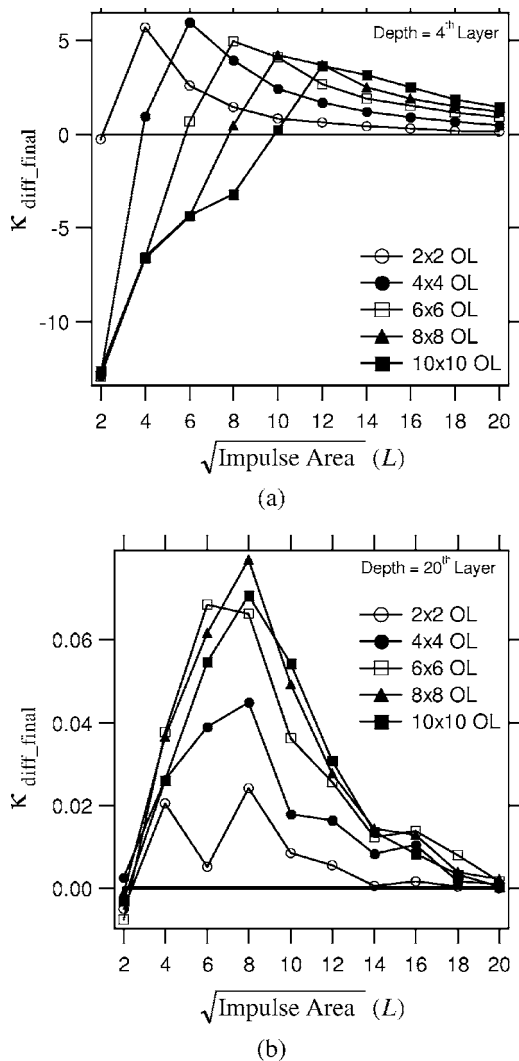 Depth = 4th Layer
5
0
-5
-10
κdiff_final
2x2 OL
4x4 OL
6x6 OL
8x8 OL
10x10 OL
2 4 6 8 10 12 14 16 18 20
√Impulse Area (L)
(a)
Depth = 20th Layer
0.06
0.04
0.02
0.00
κdiff_final
2x2 OL
4x4 OL
6x6 OL
8x8 OL
10x10 OL
2 4 6 8 10 12 14 16 18 20
√Impulse Area (L)
(b)